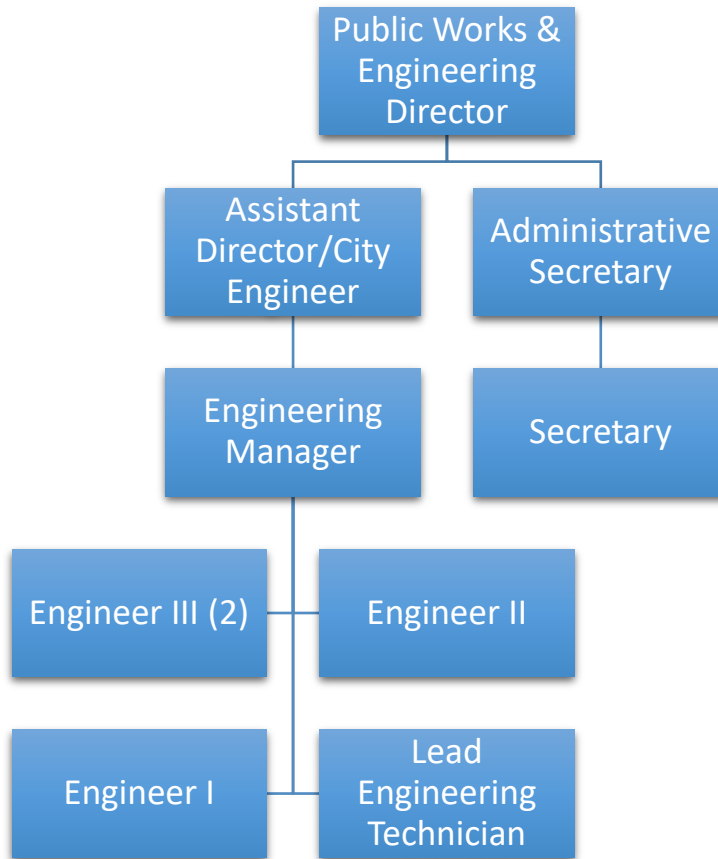 Public Works &
Engineering
Director
Assistant
Director/City
Engineer
Administrative
Secretary
Engineering
Manager
Secretary
Engineer III (2)
Engineer II
Engineer I
Lead
Engineering
Technician